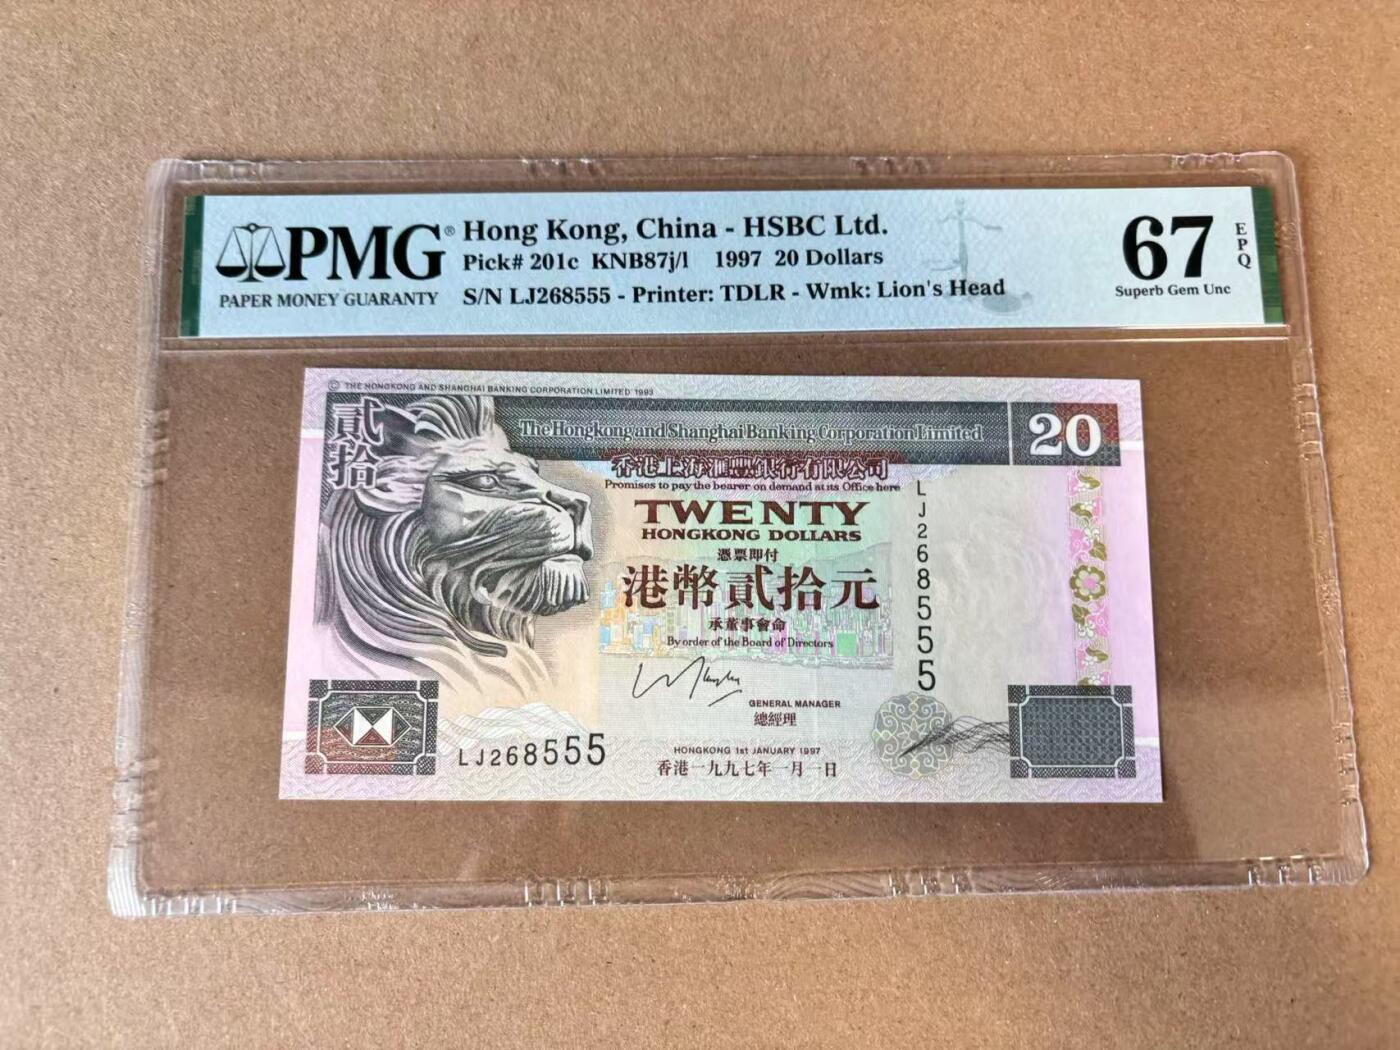 PMG®
PAPER MONEY GUARANTY
Hong Kong, China - HSBC Ltd.
Pick# 201c KNB87j/l 1997 20 Dollars
S/N LJ268555 - Printer: TDLR - Wmk: Lion's Head
67
EPQ
Superb Gem Unc
© THE HONGKONG AND SHANGHAI BANKING CORPORATION LIMITED 1993
貳拾
The Hongkong and Shanghai Banking Corporation Limited
20
香港上海滙豐銀行有限公司
Promises to pay the bearer on demand at its Office here
TWENTY
HONGKONG DOLLARS
憑票即付
港幣貳拾元
承董事會命
By order of the Board of Directors
GENERAL MANAGER
總經理
HONGKONG 1st JANUARY 1997
香港一九九七年一月一日
LJ268555
LJ268555